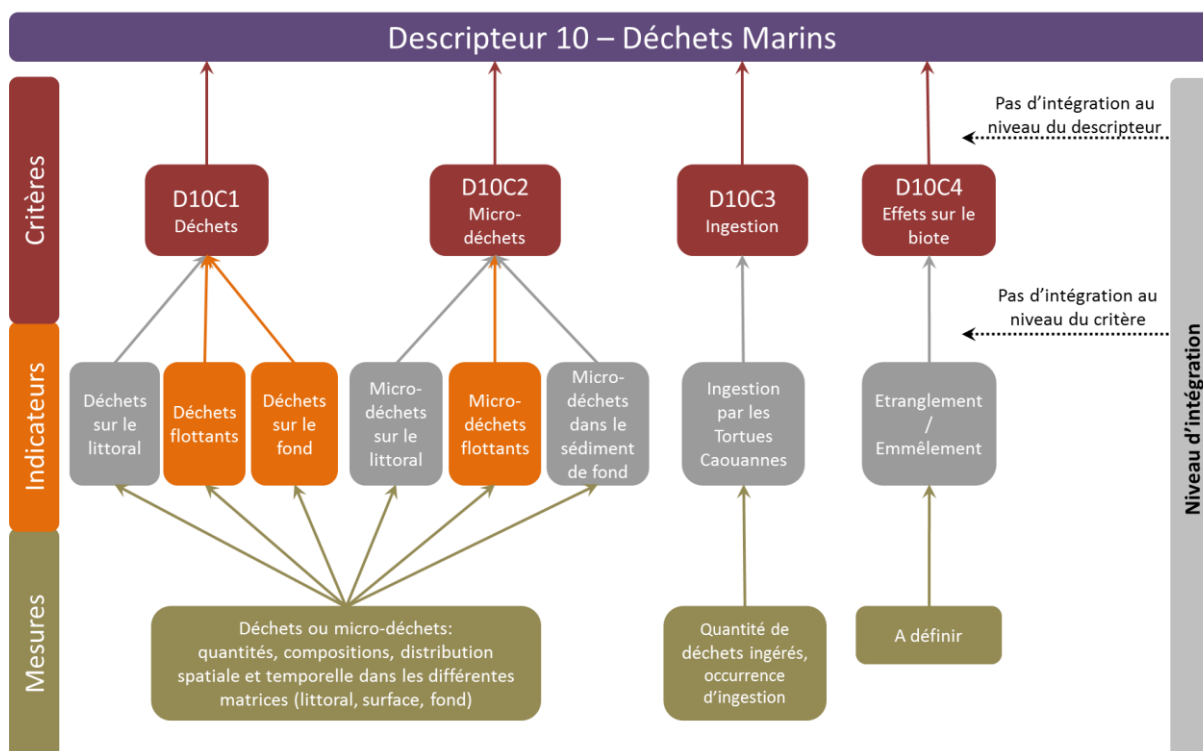 Descripteur 10 – Déchets Marins
Critères
Pas d’intégration au
niveau du descripteur
D10C1
Déchets
D10C2
Micro-
déchets
D10C3
Ingestion
D10C4
Effets sur le
biote
Pas d’intégration au
niveau du critère
Niveau d’intégration
Indicateurs
Déchets
sur le
littoral
Déchets
flottants
Déchets
sur le
fond
Micro-
déchets
sur le
littoral
Micro-
déchets
flottants
Micro-
déchets
dans le
sédiment
de fond
Ingestion
par les
Tortues
Caouannes
Etranglement
/
Emmêlement
Mesures
Déchets ou micro-déchets:
quantités, compositions, distribution
spatiale et temporelle dans les différentes
matrices (littoral, surface, fond)
Quantité de
déchets ingérés,
occurrence
d’ingestion
A définir